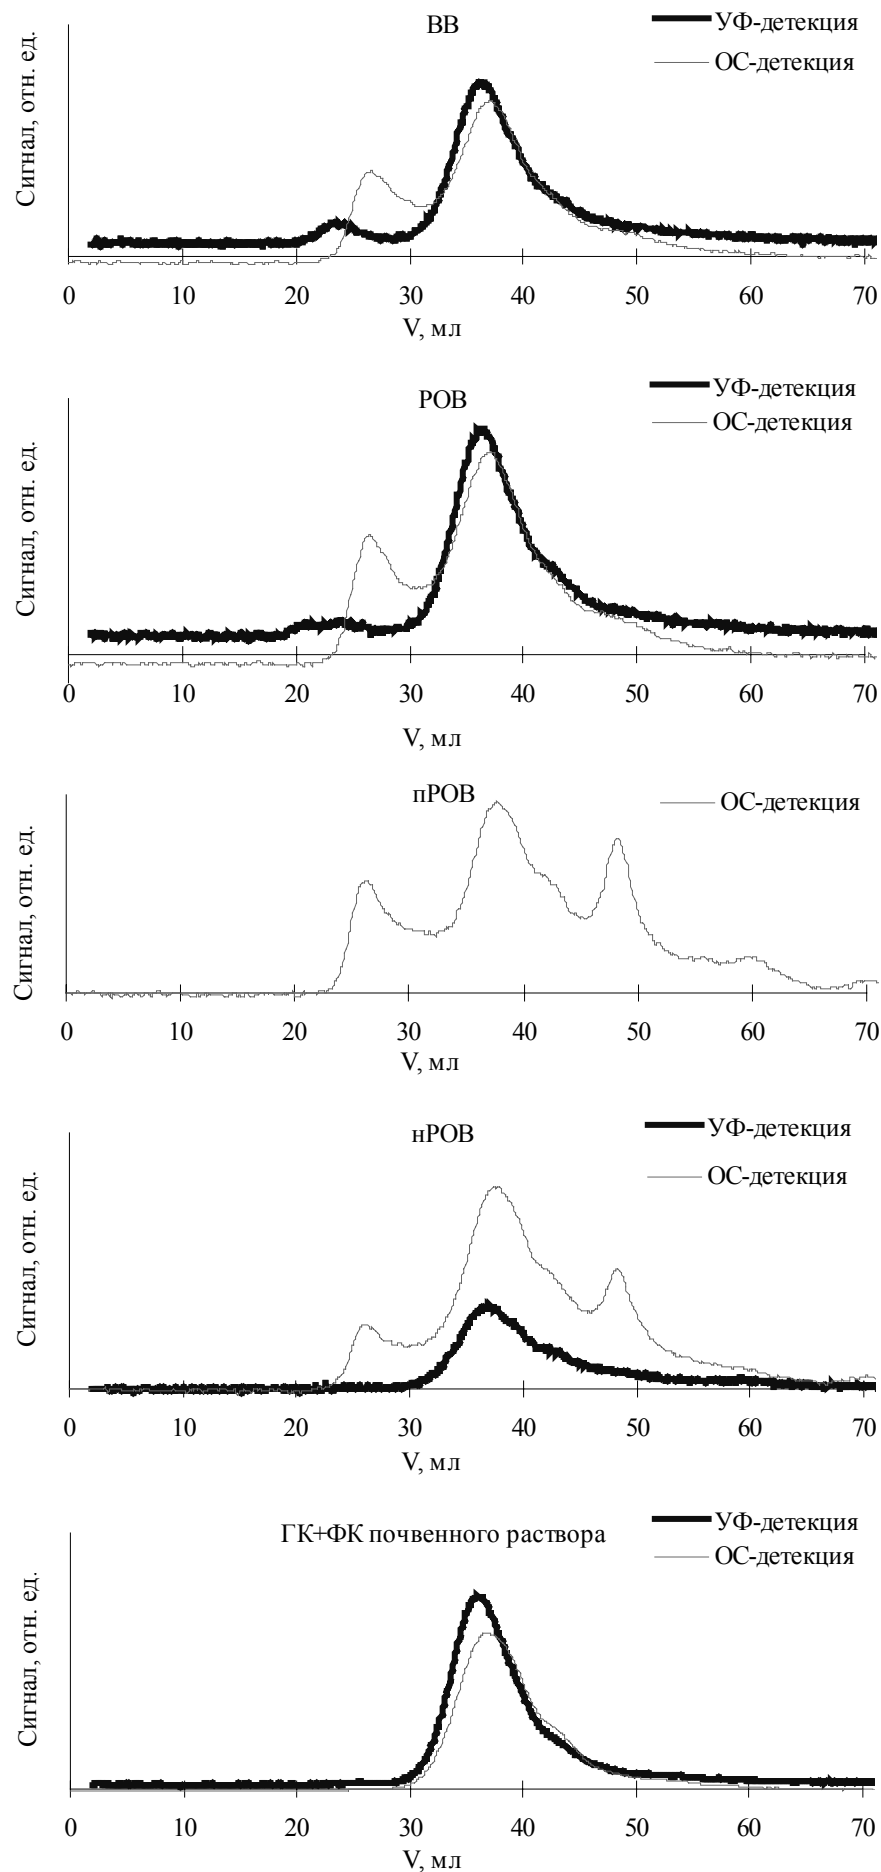 ВВ
УФ-детекция
ОС-детекция
Сигнал, отн. ед.
0 10 20 30 40 50 60 70
V, мл
РОВ
УФ-детекция
ОС-детекция
Сигнал, отн. ед.
0 10 20 30 40 50 60 70
V, мл
пРОВ
ОС-детекция
Сигнал, отн. ед.
0 10 20 30 40 50 60 70
V, мл
нРОВ
УФ-детекция
ОС-детекция
Сигнал, отн. ед.
0 10 20 30 40 50 60 70
V, мл
ГК+ФК почвенного раствора
УФ-детекция
ОС-детекция
Сигнал, отн. ед.
0 10 20 30 40 50 60 70
V, мл